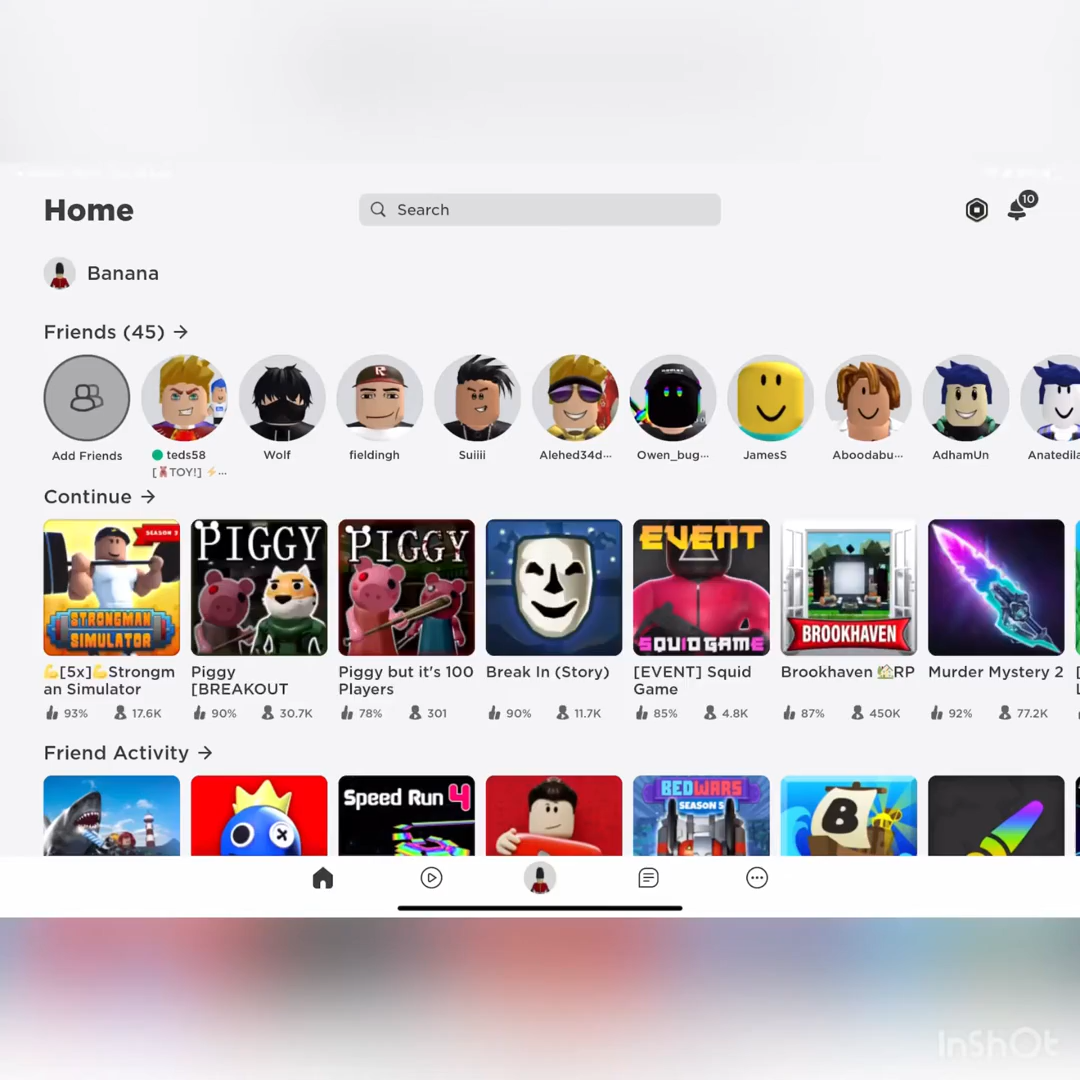 Home
Search
10
Banana
Friends (45) →
Add Friends
teds58
[🧸TOY!] ⚡...
Wolf
fieldingh
Suiiii
Alehed34d...
Owen_bug...
JamesS
Aboodabu...
AdhamUn
Anatedila
Continue →
SEASON 3
STRONGMAN
SIMULATOR
PIGGY
PIGGY
EVENT
SQUID GAME
BROOKHAVEN
💪[5x]💪Strongm
an Simulator
Piggy
[BREAKOUT
Piggy but it's 100
Players
Break In (Story)
[EVENT] Squid
Game
Brookhaven 🏡RP
Murder Mystery 2
93% 17.6K
90% 30.7K
78% 301
90% 11.7K
85% 4.8K
87% 450K
92% 77.2K
Friend Activity →
Speed Run 4
BEDWARS
SEASON 5
B
InShOt